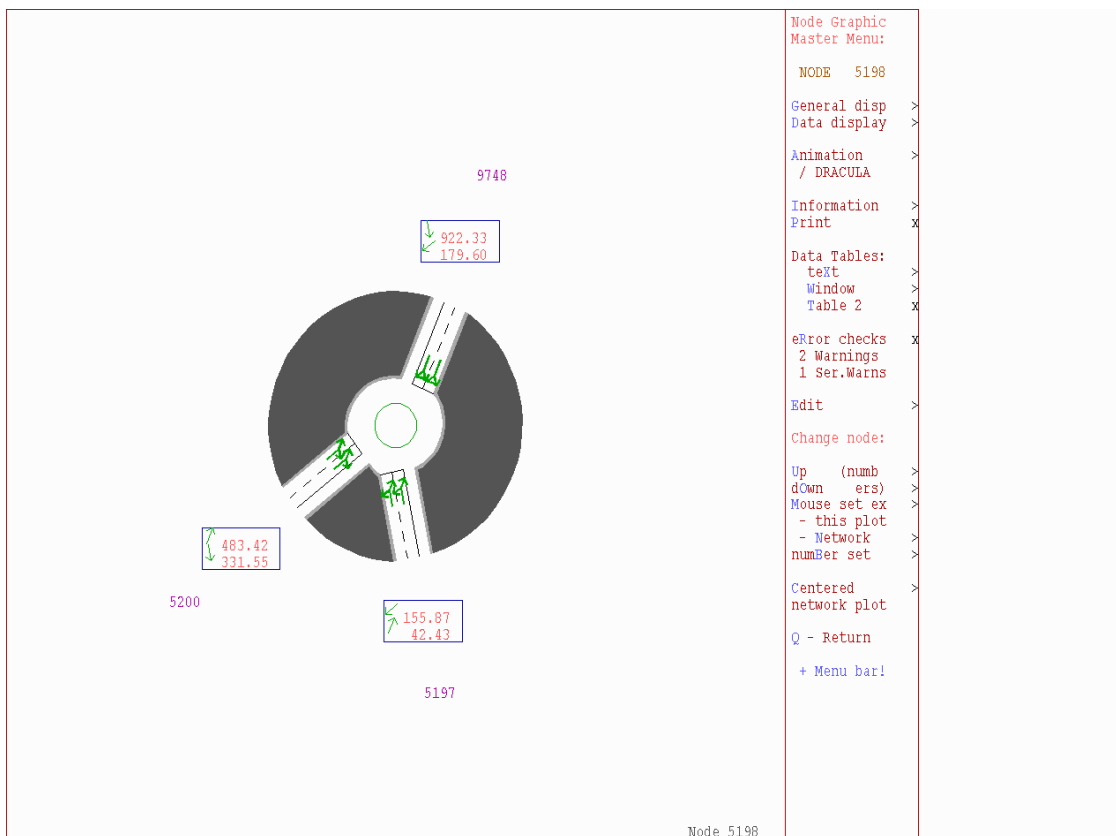 9748
922.33
179.60
483.42
331.55
5200
155.87
42.43
5197
Node 5198
Node Graphic
Master Menu:
NODE 5198
General disp >
Data display >
Animation >
/ DRACULA
Information >
Print x
Data Tables:
teXt >
Window >
Table 2 x
eRror checks x
2 Warnings
1 Ser.Warns
Edit >
Change node:
Up (numb >
dOwn ers) >
Mouse set ex >
- this plot
- Network >
numBer set >
Centered >
network plot
Q - Return
+ Menu bar!